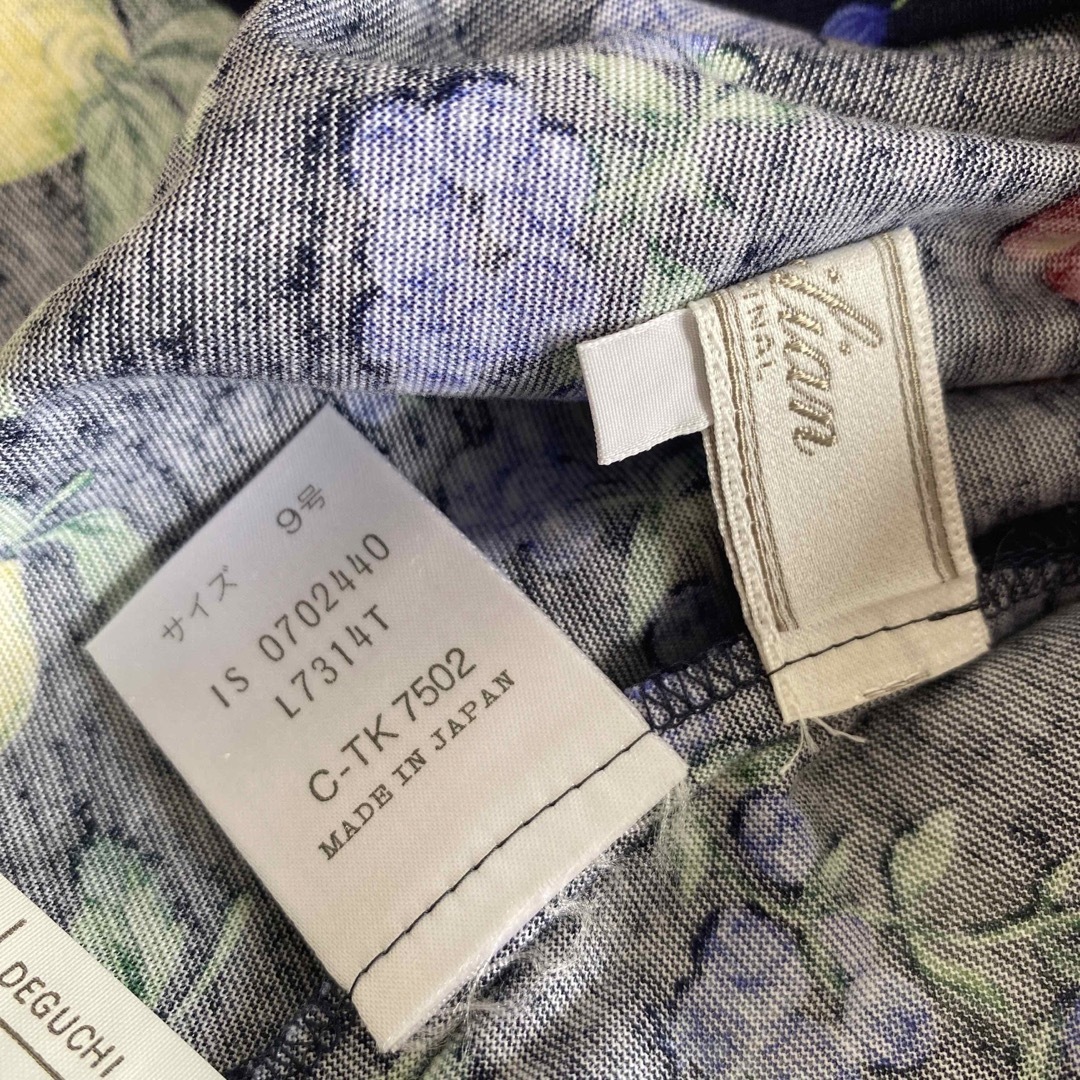 サイズ 9号
IS 0702440
L7314T
C-TK 7502
MADE IN JAPAN
DEGUCHI